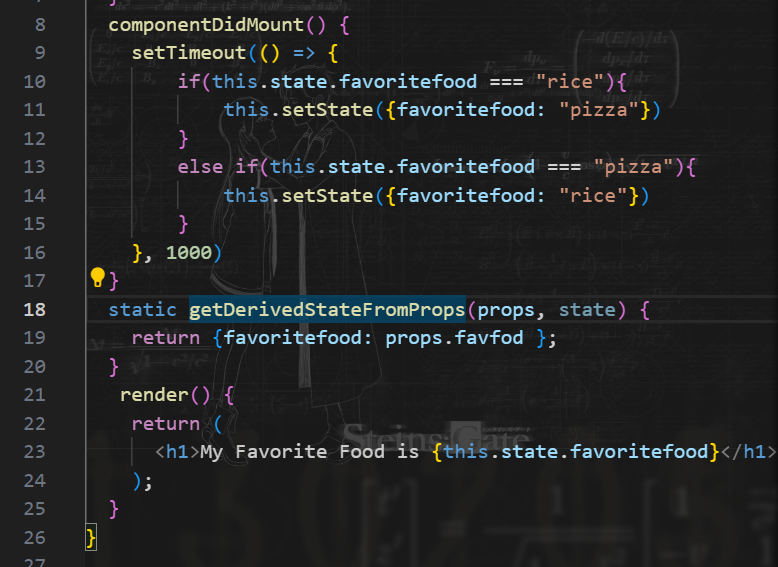 8 componentDidMount() {
9 setTimeout(() => {
10 if(this.state.favoritefood === "rice"){
11 this.setState({favoritefood: "pizza"})
12 }
13 else if(this.state.favoritefood === "pizza"){
14 this.setState({favoritefood: "rice"})
15 }
16 }, 1000)
17 }
18 static getDerivedStateFromProps(props, state) {
19 return {favoritefood: props.favfod };
20 }
21 render() {
22 return (
Steins Gate
23 <h1>My Favorite Food is {this.state.favoritefood}</h1>
24 );
25 }
26 }
27